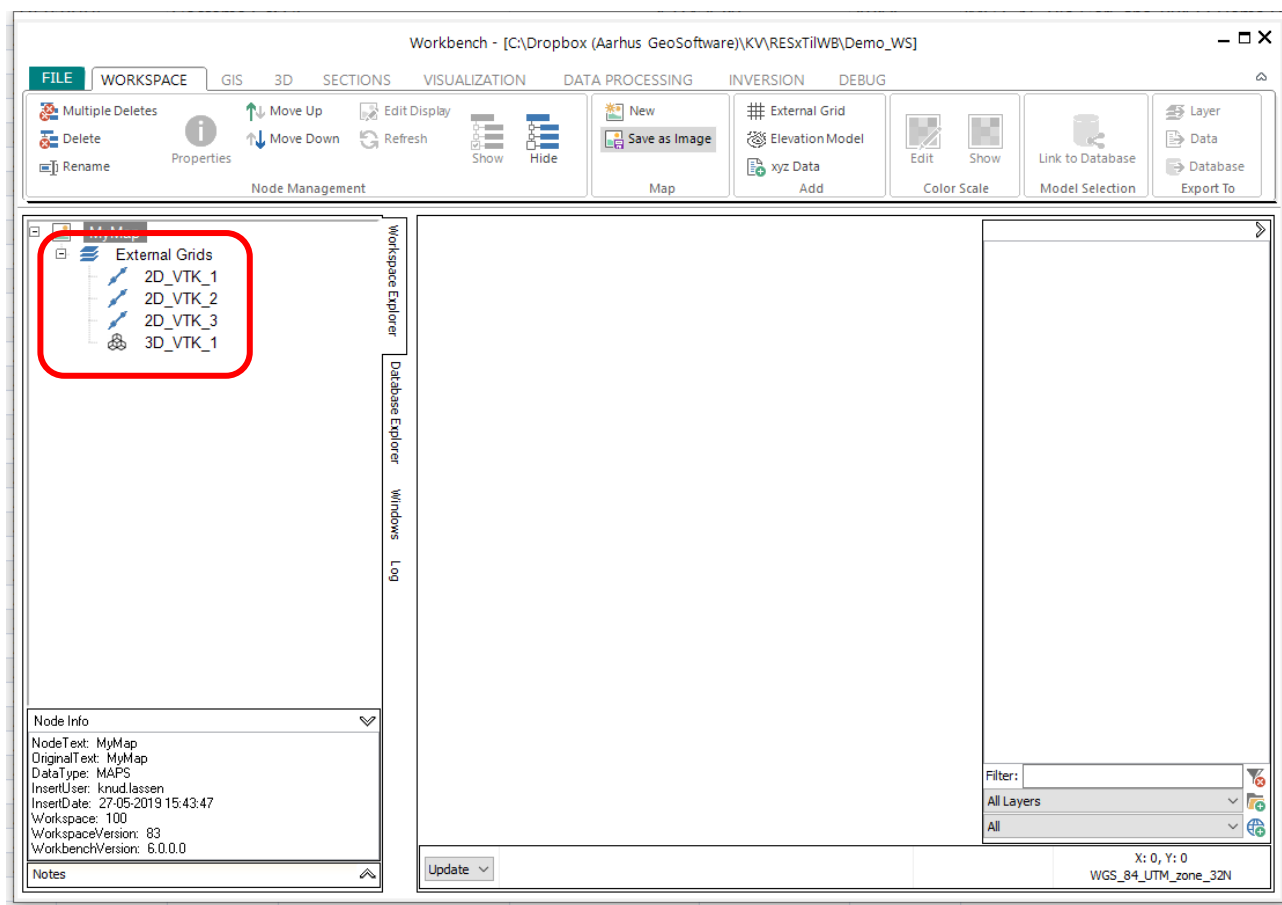 Workbench - [C:\Dropbox (Aarhus GeoSoftware)\KV\RESxTilWB\Demo_WS]
FILE WORKSPACE GIS 3D SECTIONS VISUALIZATION DATA PROCESSING INVERSION DEBUG
Multiple Deletes
Delete
Rename
Properties
Move Up
Move Down
Edit Display
Refresh
Show
Hide
Node Management
New
Save as Image
Map
External Grid
Elevation Model
xyz Data
Add
Edit
Show
Color Scale
Link to Database
Model Selection
Layer
Data
Database
Export To
MyMap
External Grids
2D_VTK_1
2D_VTK_2
2D_VTK_3
3D_VTK_1
Workspace Explorer
Database Explorer
Windows
Log
Node Info
NodeText: MyMap
OriginalText: MyMap
DataType: MAPS
InsertUser: knud.lassen
InsertDate: 27-05-2019 15:43:47
Workspace: 100
WorkspaceVersion: 83
WorkbenchVersion: 6.0.0.0
Notes
Update
Filter:
All Layers
All
X: 0, Y: 0
WGS_84_UTM_zone_32N